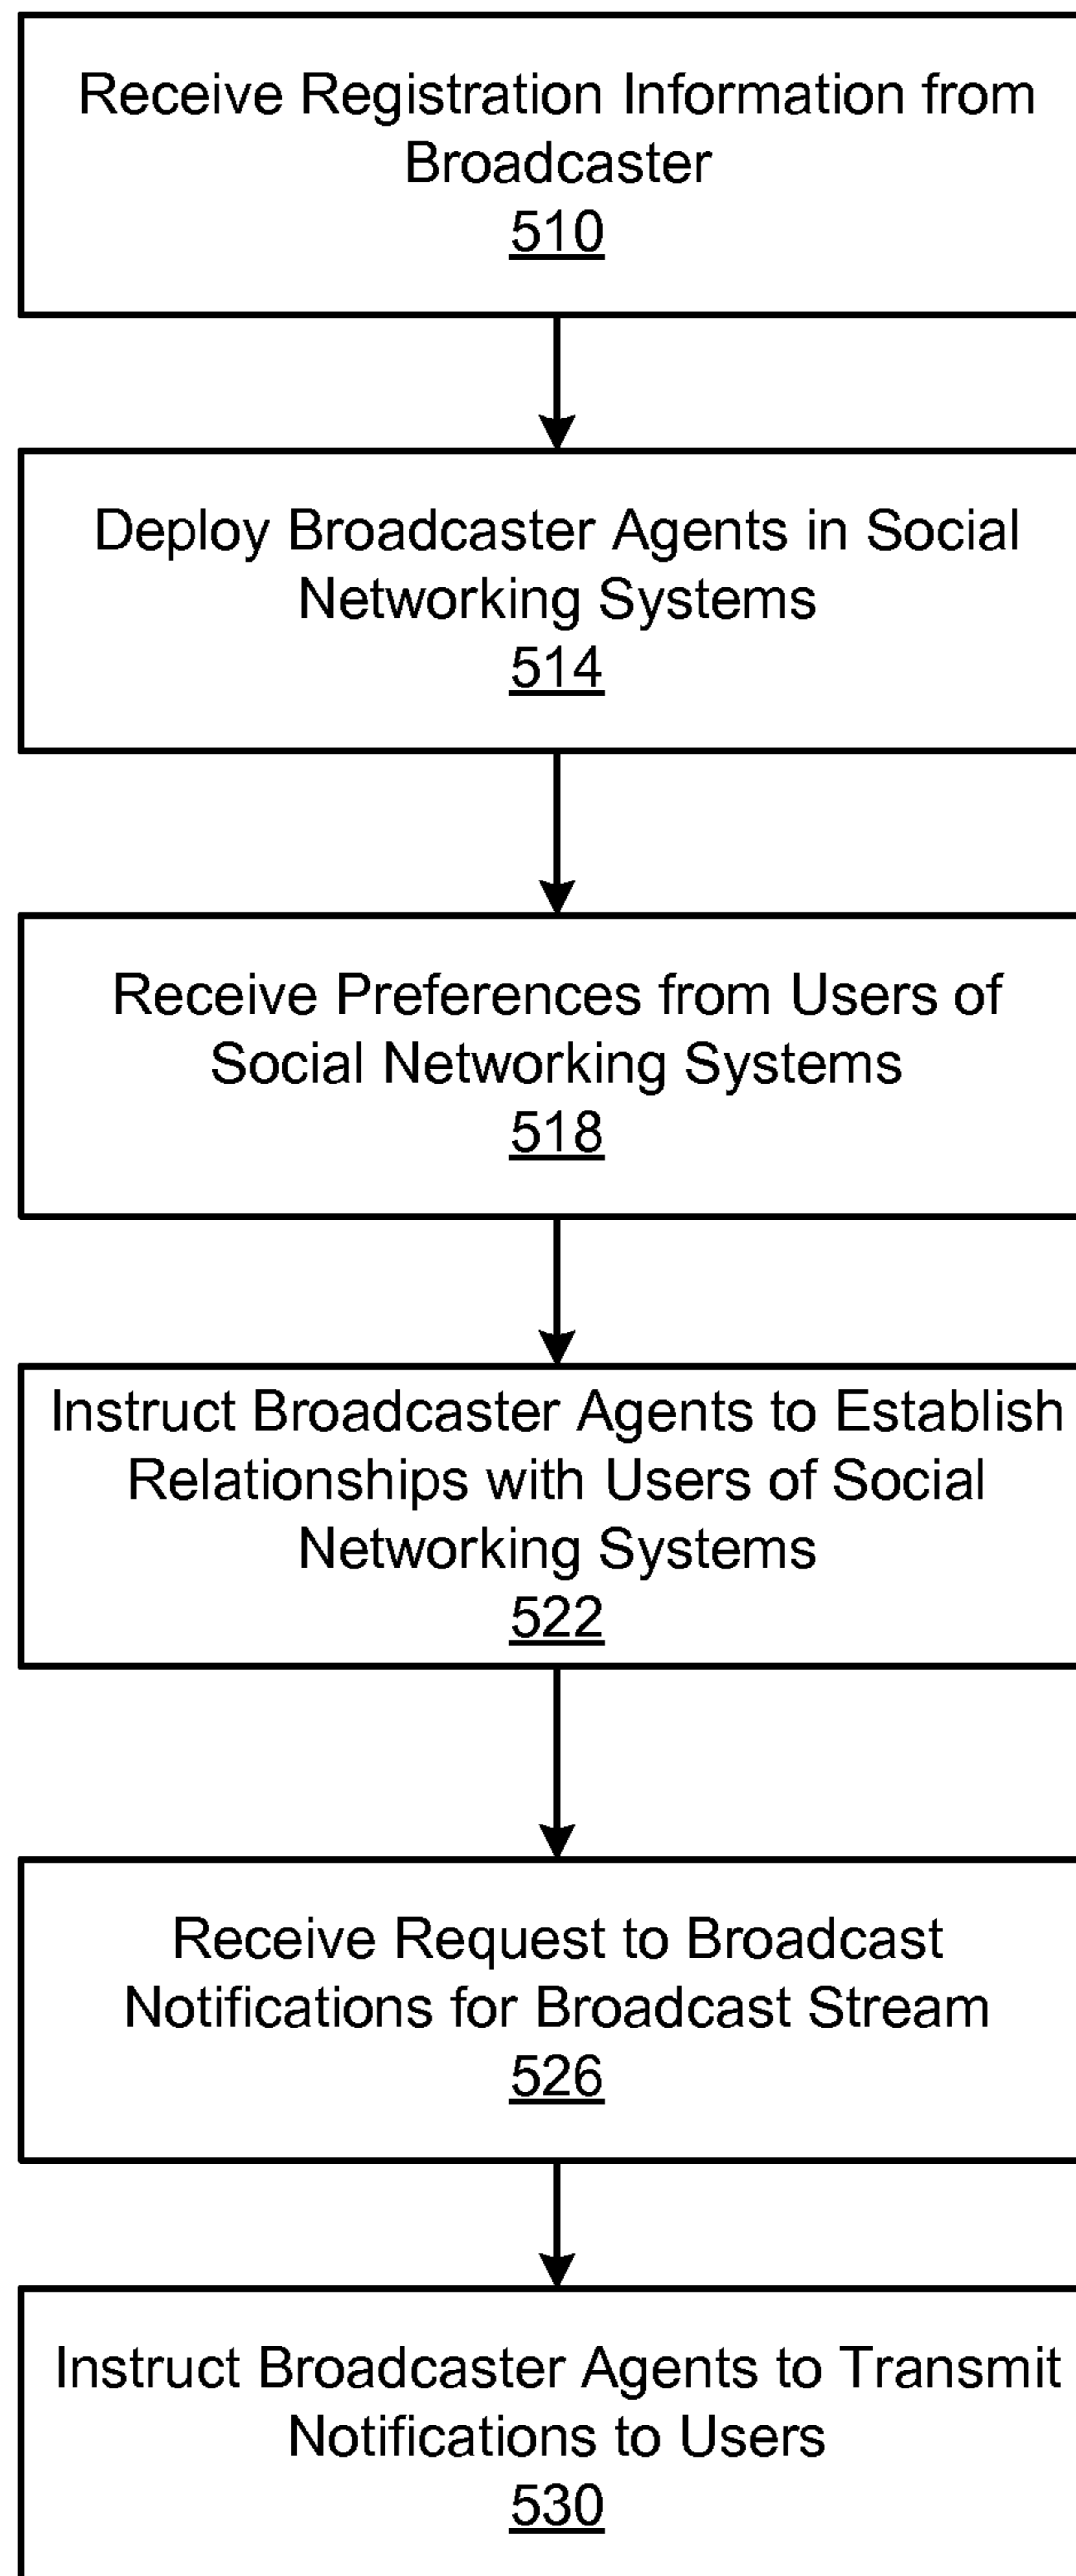 Receive Registration Information from
Broadcaster
510
Deploy Broadcaster Agents in Social
Networking Systems
514
Receive Preferences from Users of
Social Networking Systems
518
Instruct Broadcaster Agents to Establish
Relationships with Users of Social
Networking Systems
522
Receive Request to Broadcast
Notifications for Broadcast Stream
526
Instruct Broadcaster Agents to Transmit
Notifications to Users
530